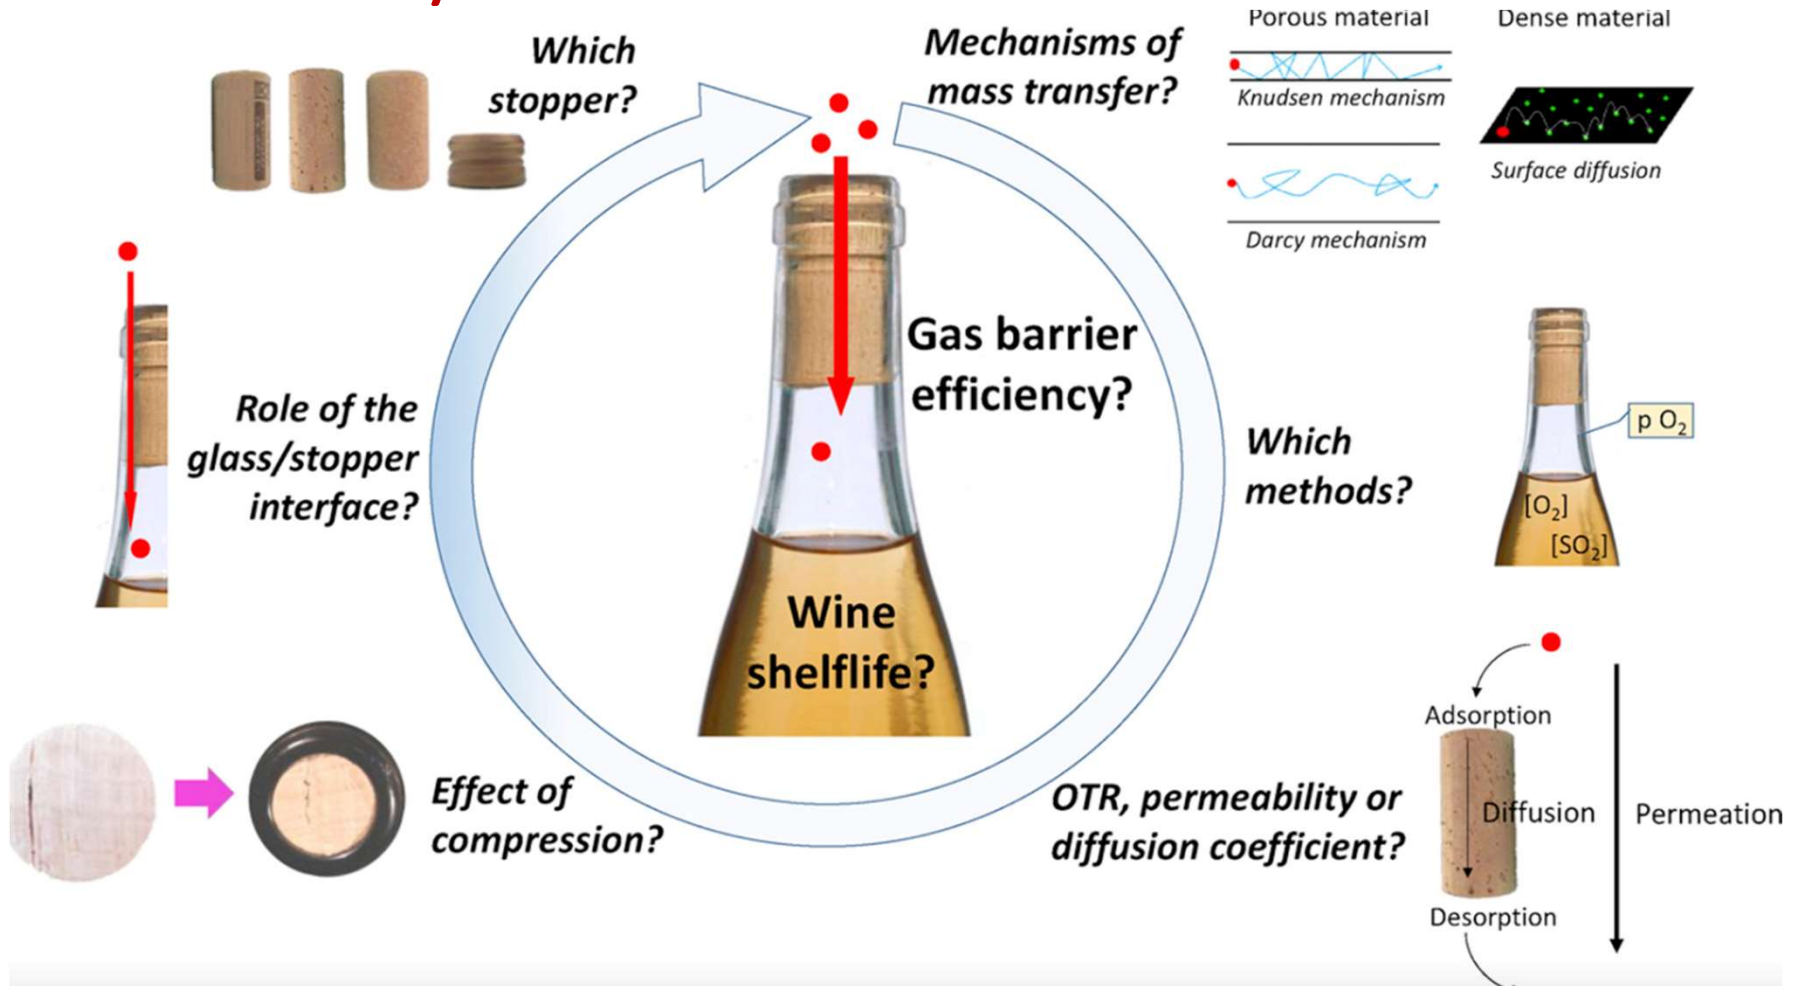 Which
stopper?
Mechanisms of
mass transfer?
Porous material
Knudsen mechanism
Darcy mechanism
Dense material
Surface diffusion
Gas barrier
efficiency?
Wine
shelflife?
Role of the
glass/stopper
interface?
Which
methods?
p O₂
[O₂]
[SO₂]
Effect of
compression?
OTR, permeability or
diffusion coefficient?
Adsorption
Diffusion
Desorption
Permeation